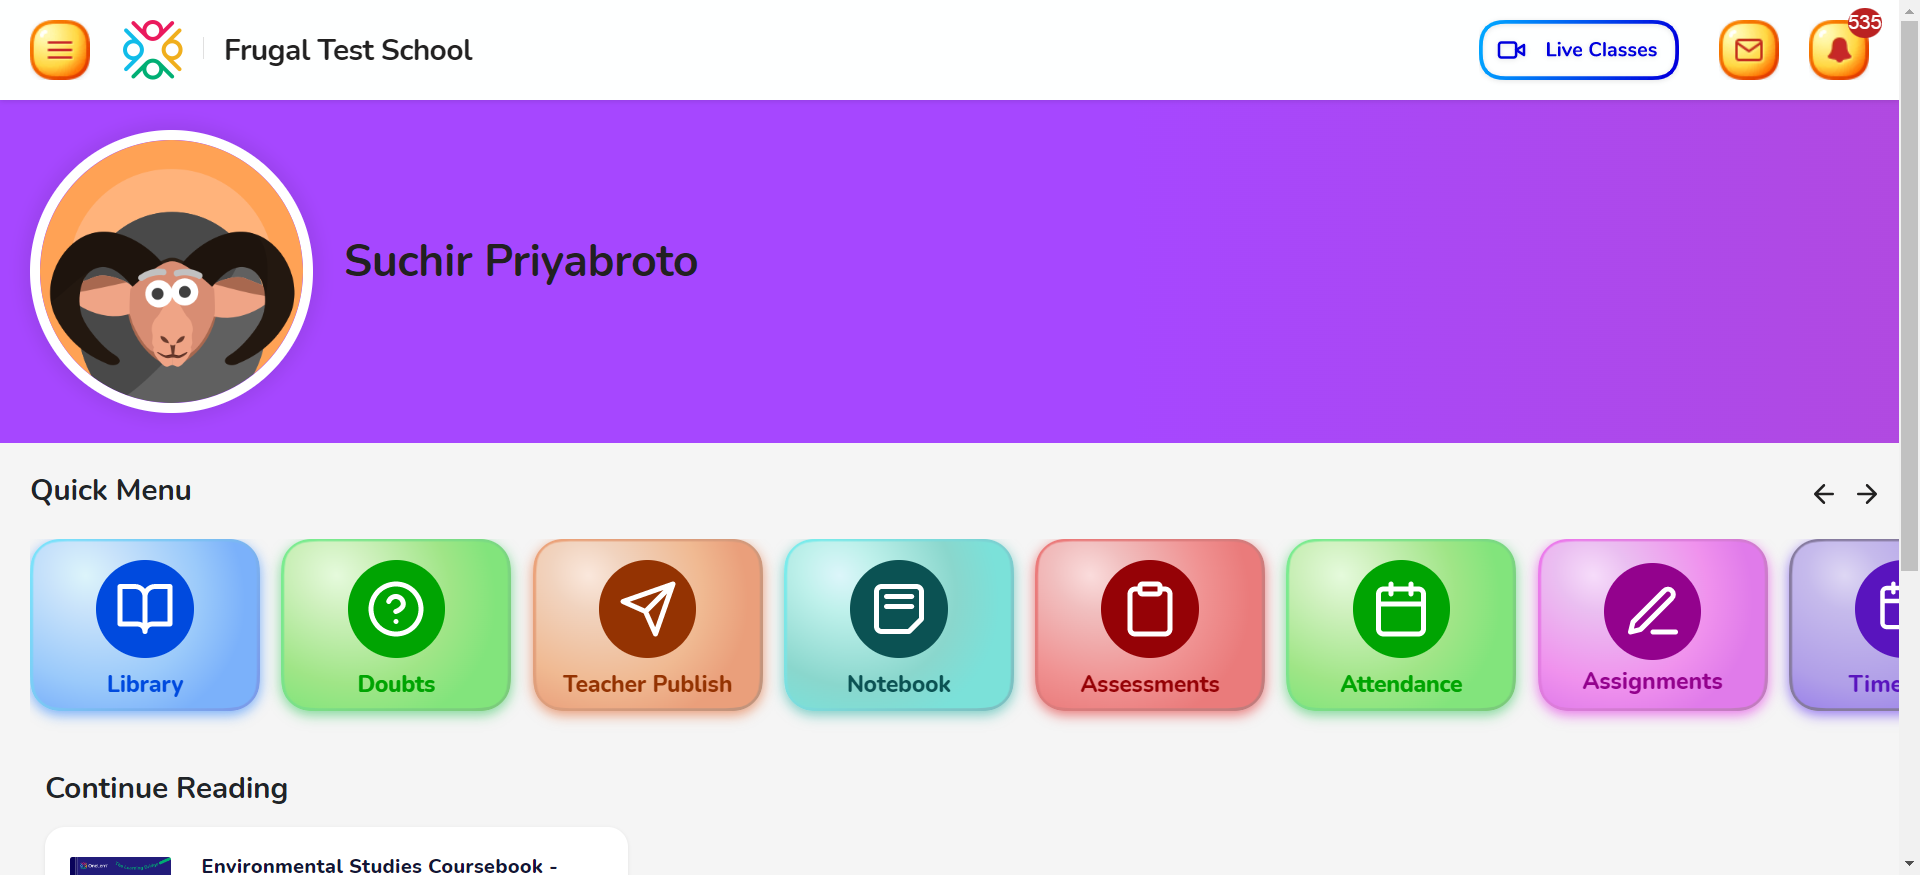 Frugal Test School
Live Classes
535
Suchir Priyabroto
Quick Menu
Library
Doubts
Teacher Publish
Notebook
Assessments
Attendance
Assignments
Time
Continue Reading
Environmental Studies Coursebook -